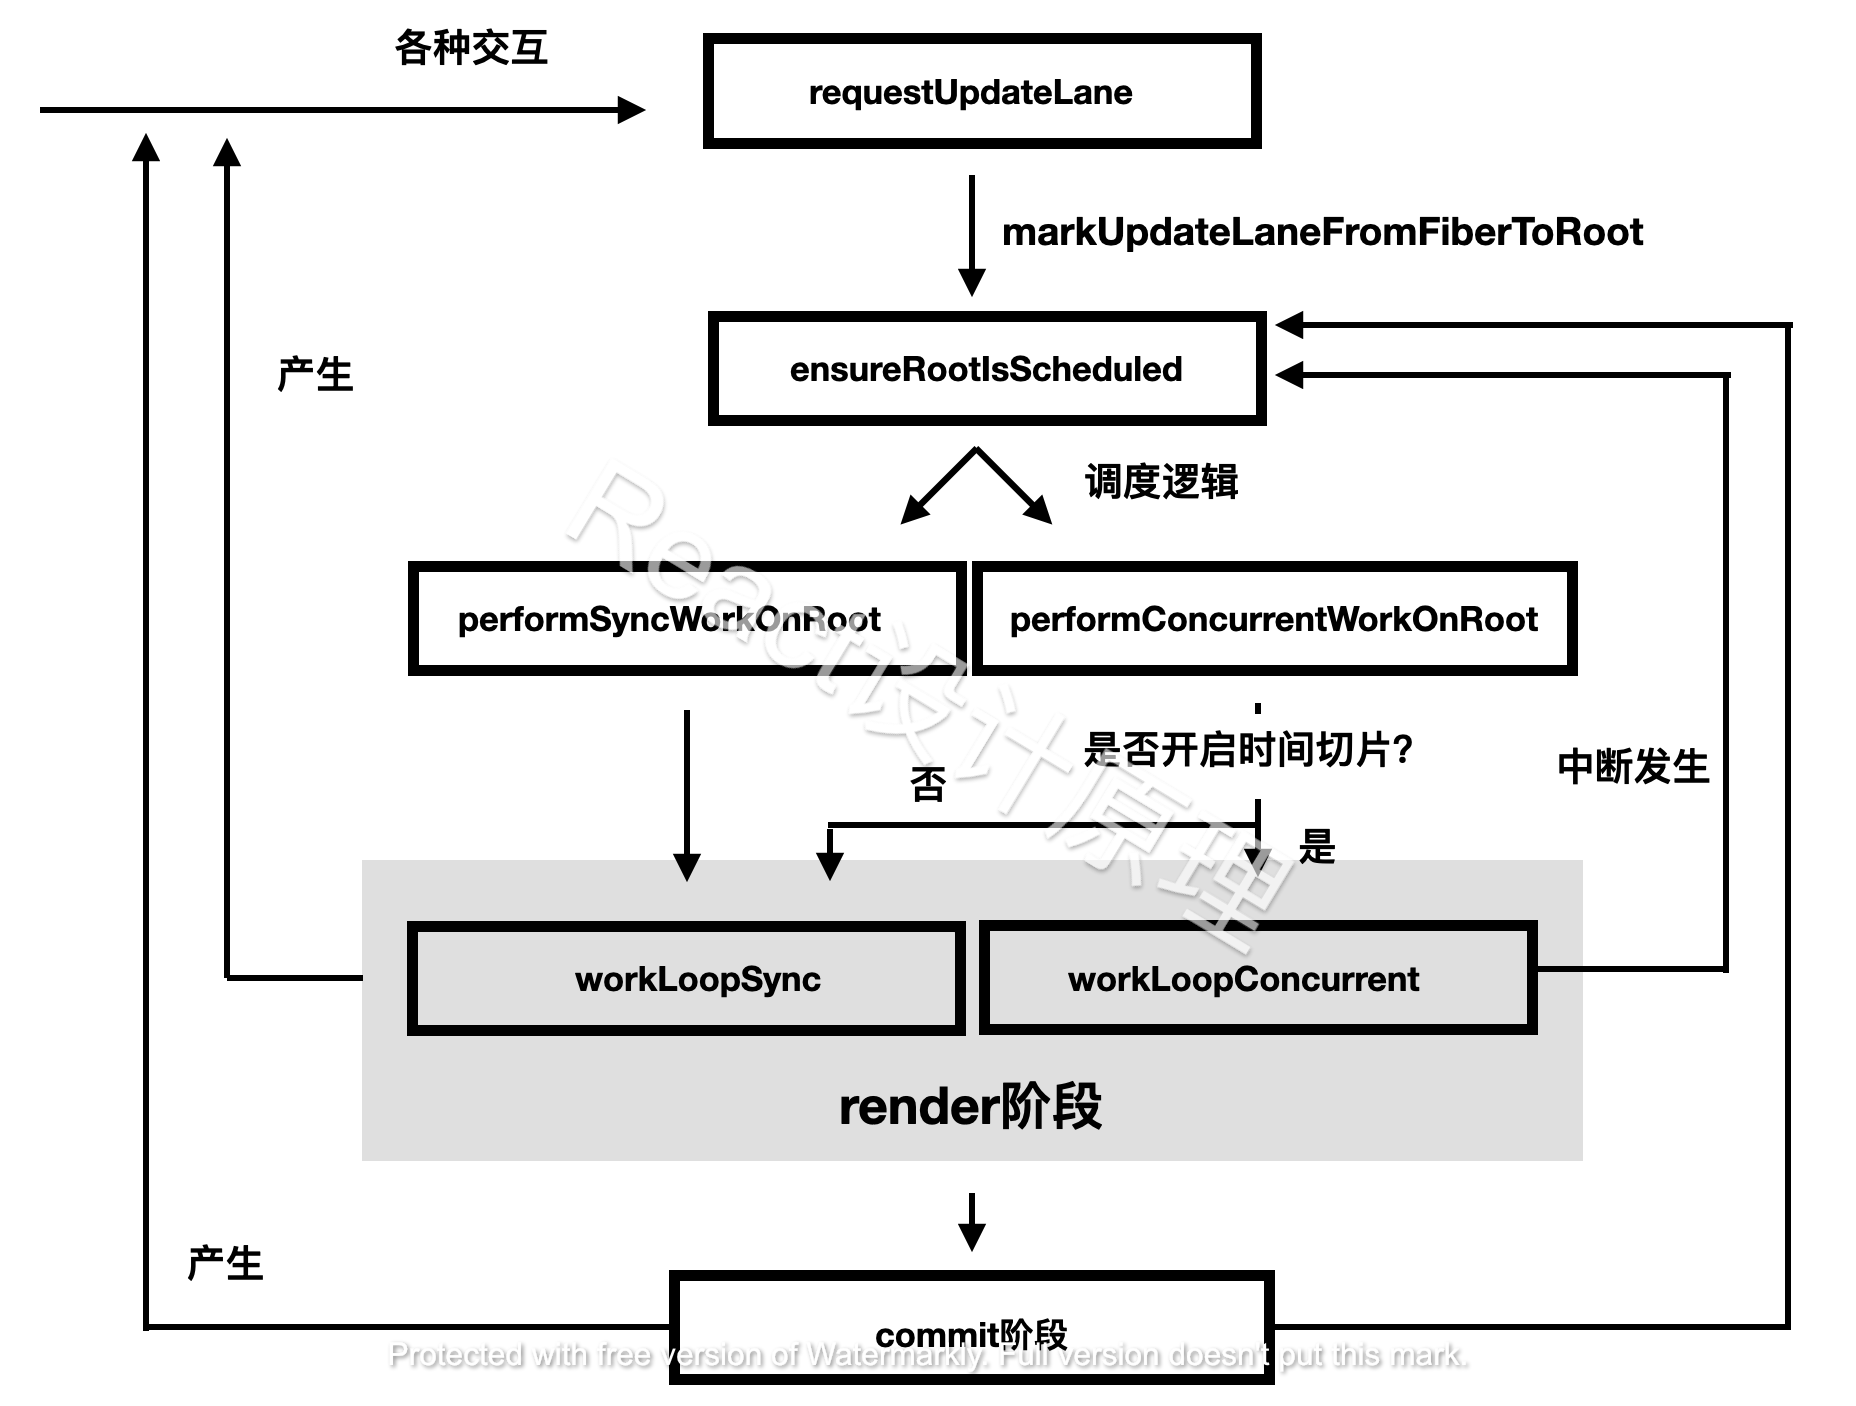 各种交互
requestUpdateLane
markUpdateLaneFromFiberToRoot
产生
ensureRootIsScheduled
调度逻辑
performSyncWorkOnRoot
performConcurrentWorkOnRoot
React设计原理
是否开启时间切片?
否
是
中断发生
workLoopSync
workLoopConcurrent
render阶段
产生
commit阶段
Protected with free version of Watermarkly. Full version doesn't put this mark.